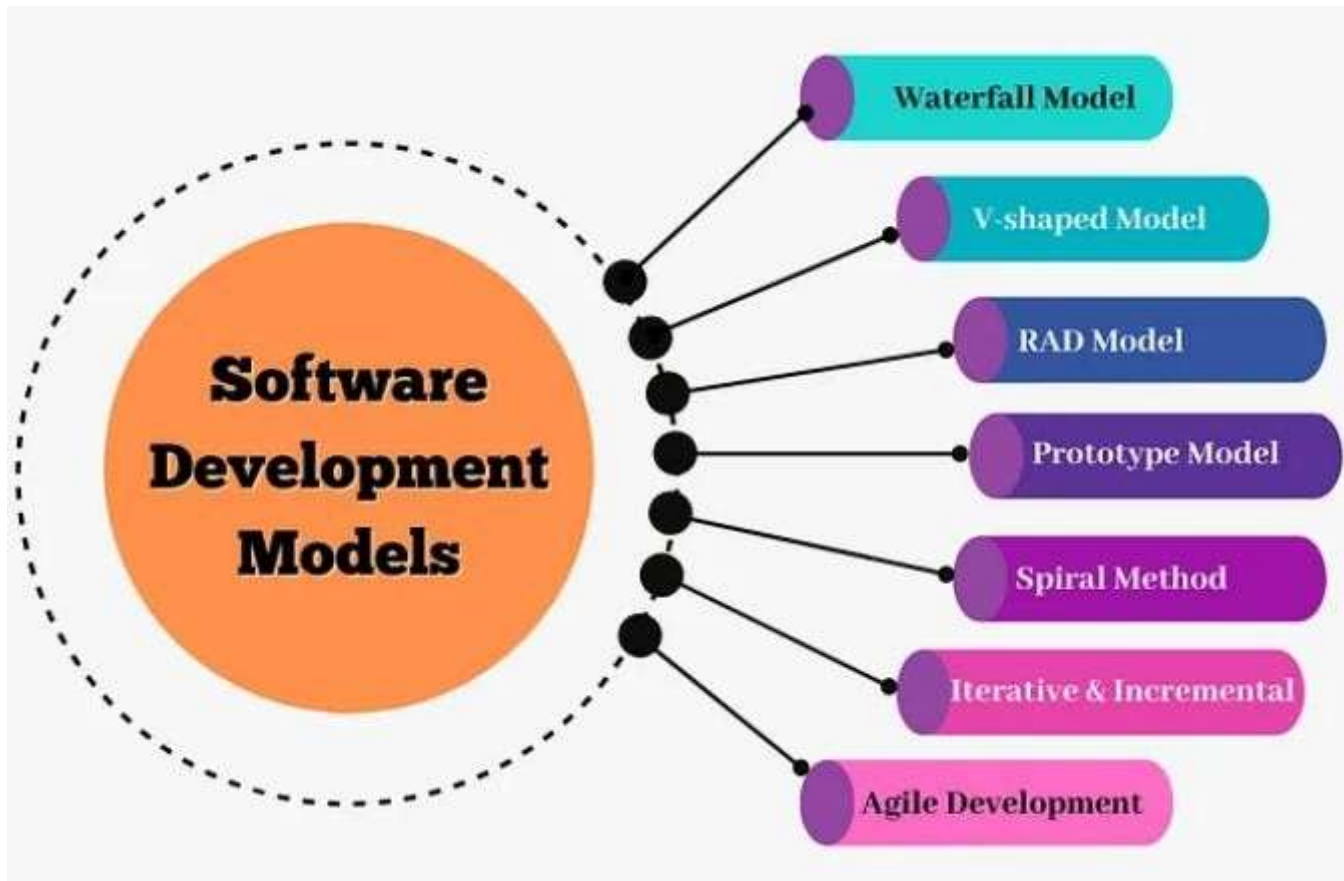 Software
Development
Models
Waterfall Model
V-shaped Model
RAD Model
Prototype Model
Spiral Method
Iterative & Incremental
Agile Development